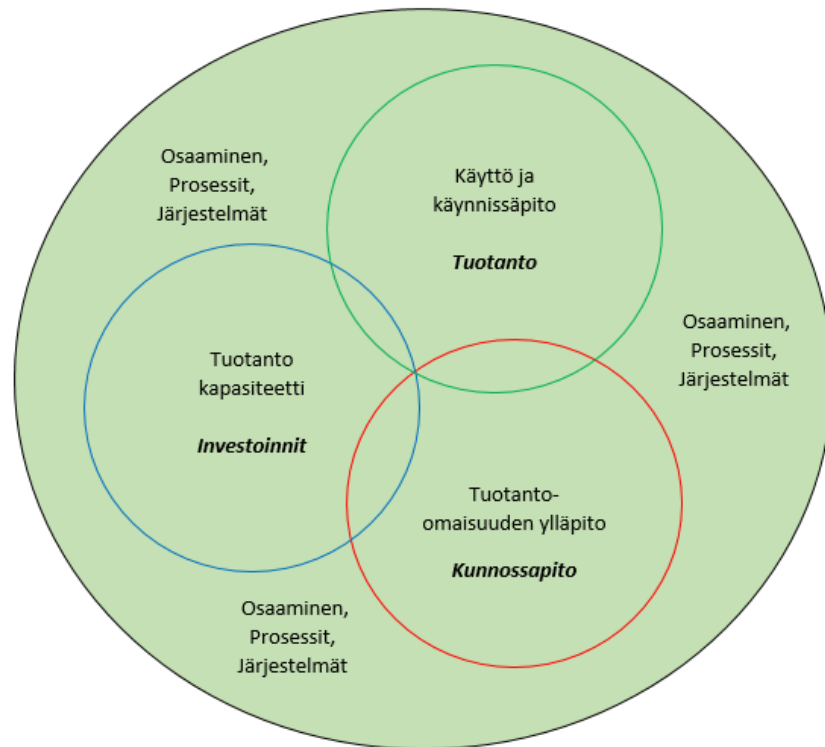 Osaaminen,
Prosessit,
Järjestelmät
Käyttö ja
käynnissäpito
Tuotanto
Osaaminen,
Prosessit,
Järjestelmät
Tuotanto
kapasiteetti
Investoinnit
Tuotanto-
omaisuuden ylläpito
Kunnossapito
Osaaminen,
Prosessit,
Järjestelmät